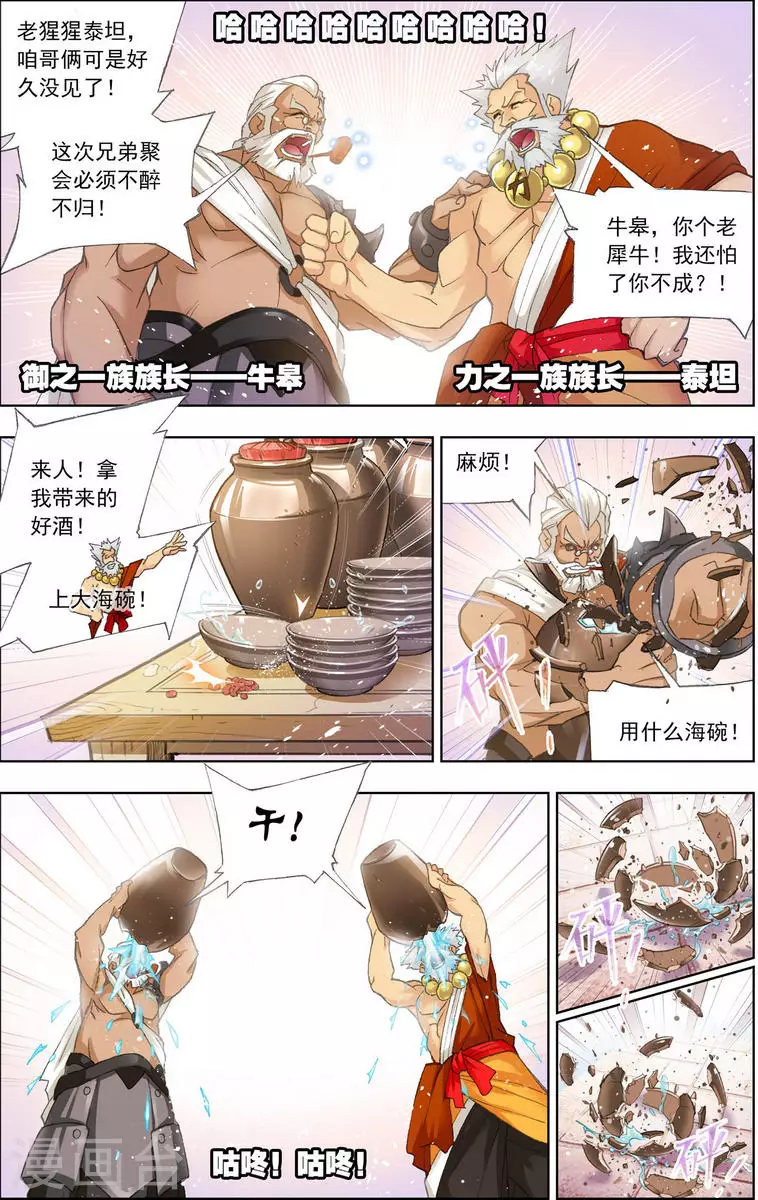 哈哈哈哈哈哈哈哈哈！
老猩猩泰坦，
咱哥俩可是好
久没见了！
这次兄弟聚
会必须不醉
不归！
牛皋，你个老
犀牛！我还怕
了你不成？！
力
御之一族族长——牛皋
力之一族族长——泰坦
来人！拿
我带来的
好酒！
上大海碗！
麻烦！
砰
用什么海碗！
干！
咕咚！咕咚！
砰
砰
漫画台